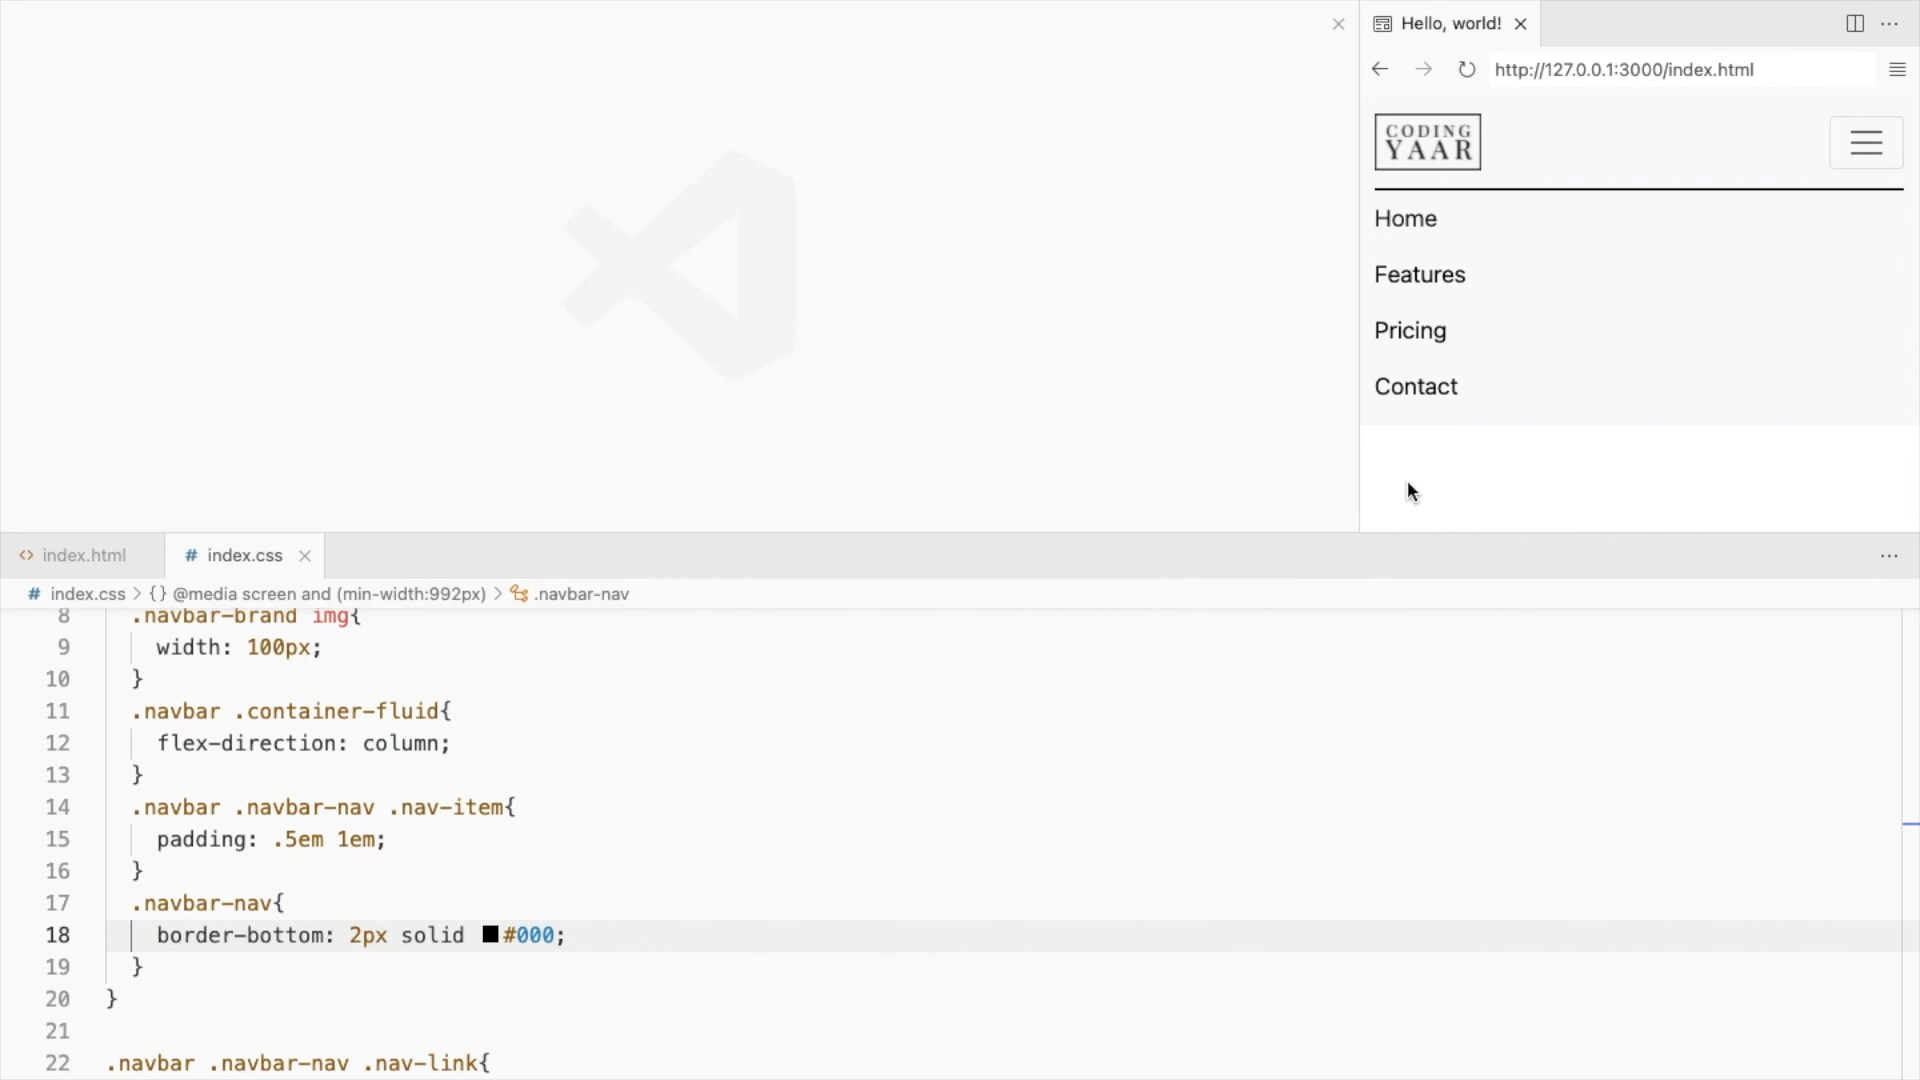 Hello, world!
http://127.0.0.1:3000/index.html
CODING
YAAR
Home
Features
Pricing
Contact
index.html
# index.css
# index.css > {} @media screen and (min-width:992px) > .navbar-nav
8 .navbar-brand img{
9 width: 100px;
10 }
11 .navbar .container-fluid{
12 flex-direction: column;
13 }
14 .navbar .navbar-nav .nav-item{
15 padding: .5em 1em;
16 }
17 .navbar-nav{
18 border-bottom: 2px solid #000;
19 }
20 }
21
22 .navbar .navbar-nav .nav-link{